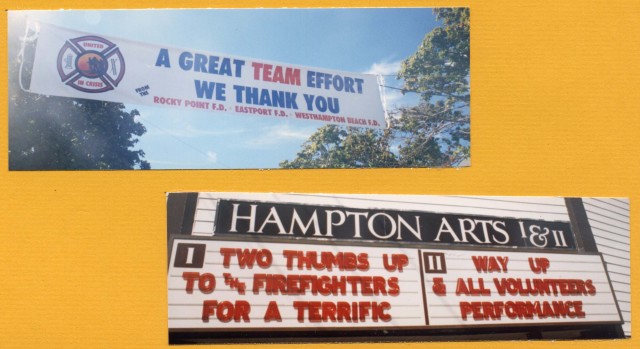 UNITED
IN CRISIS
A GREAT TEAM EFFORT
WE THANK YOU
FROM THE
ROCKY POINT F.D. · EASTPORT F.D. · WESTHAMPTON BEACH F.D.
HAMPTON ARTS I & II
I TWO THUMBS UP
TO THE FIREFIGHTERS
FOR A TERRIFIC
II WAY UP
& ALL VOLUNTEERS
PERFORMANCE